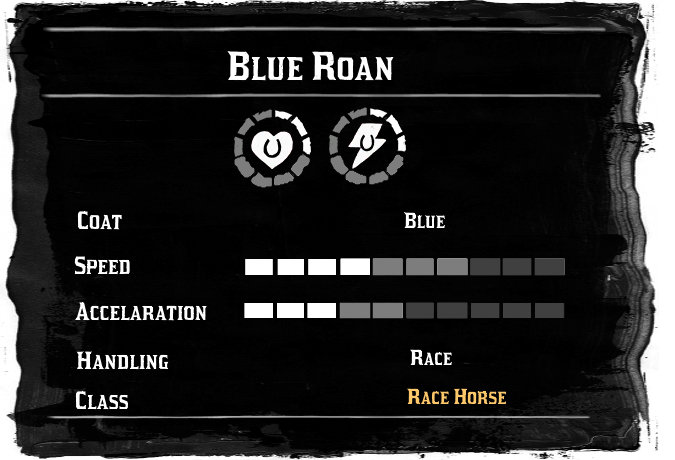 Blue Roan
Coat Blue
Speed
Accelaration
Handling Race
Class Race Horse